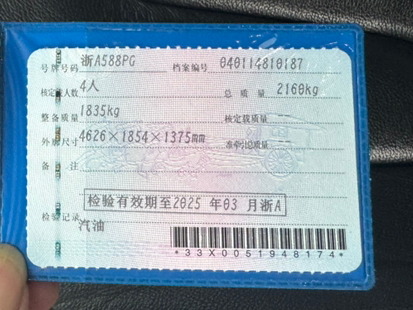 号牌号码 浙A588PG 档案编号 040114810187
核定载人数 4人 总质量 2160kg
整备质量 1835kg 核定载质量 --
外廓尺寸 4626×1854×1375mm 准牵引总质量 --
备注
检验有效期至2025 年03 月浙A
检验记录
汽油
*33X0051948174*